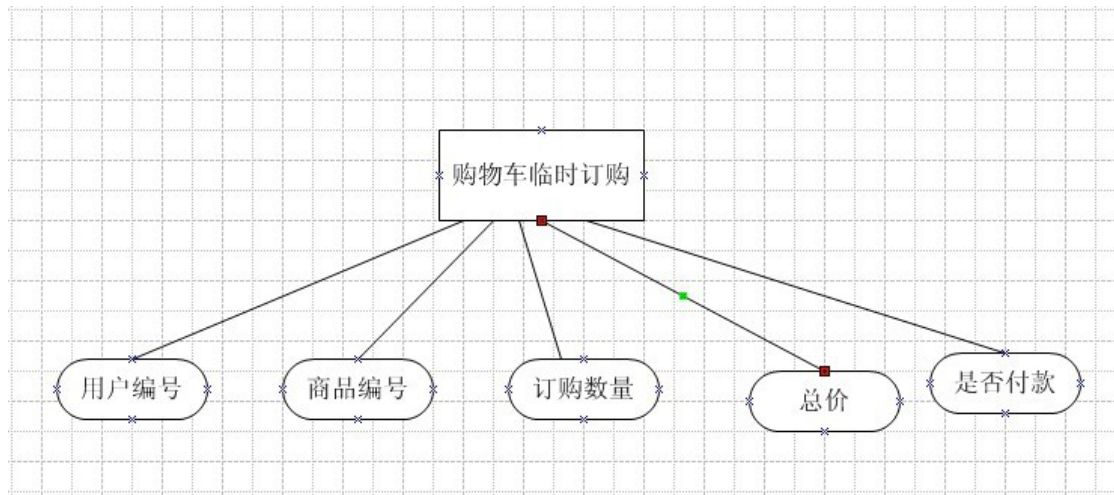 购物车临时订购
用户编号
商品编号
订购数量
总价
是否付款